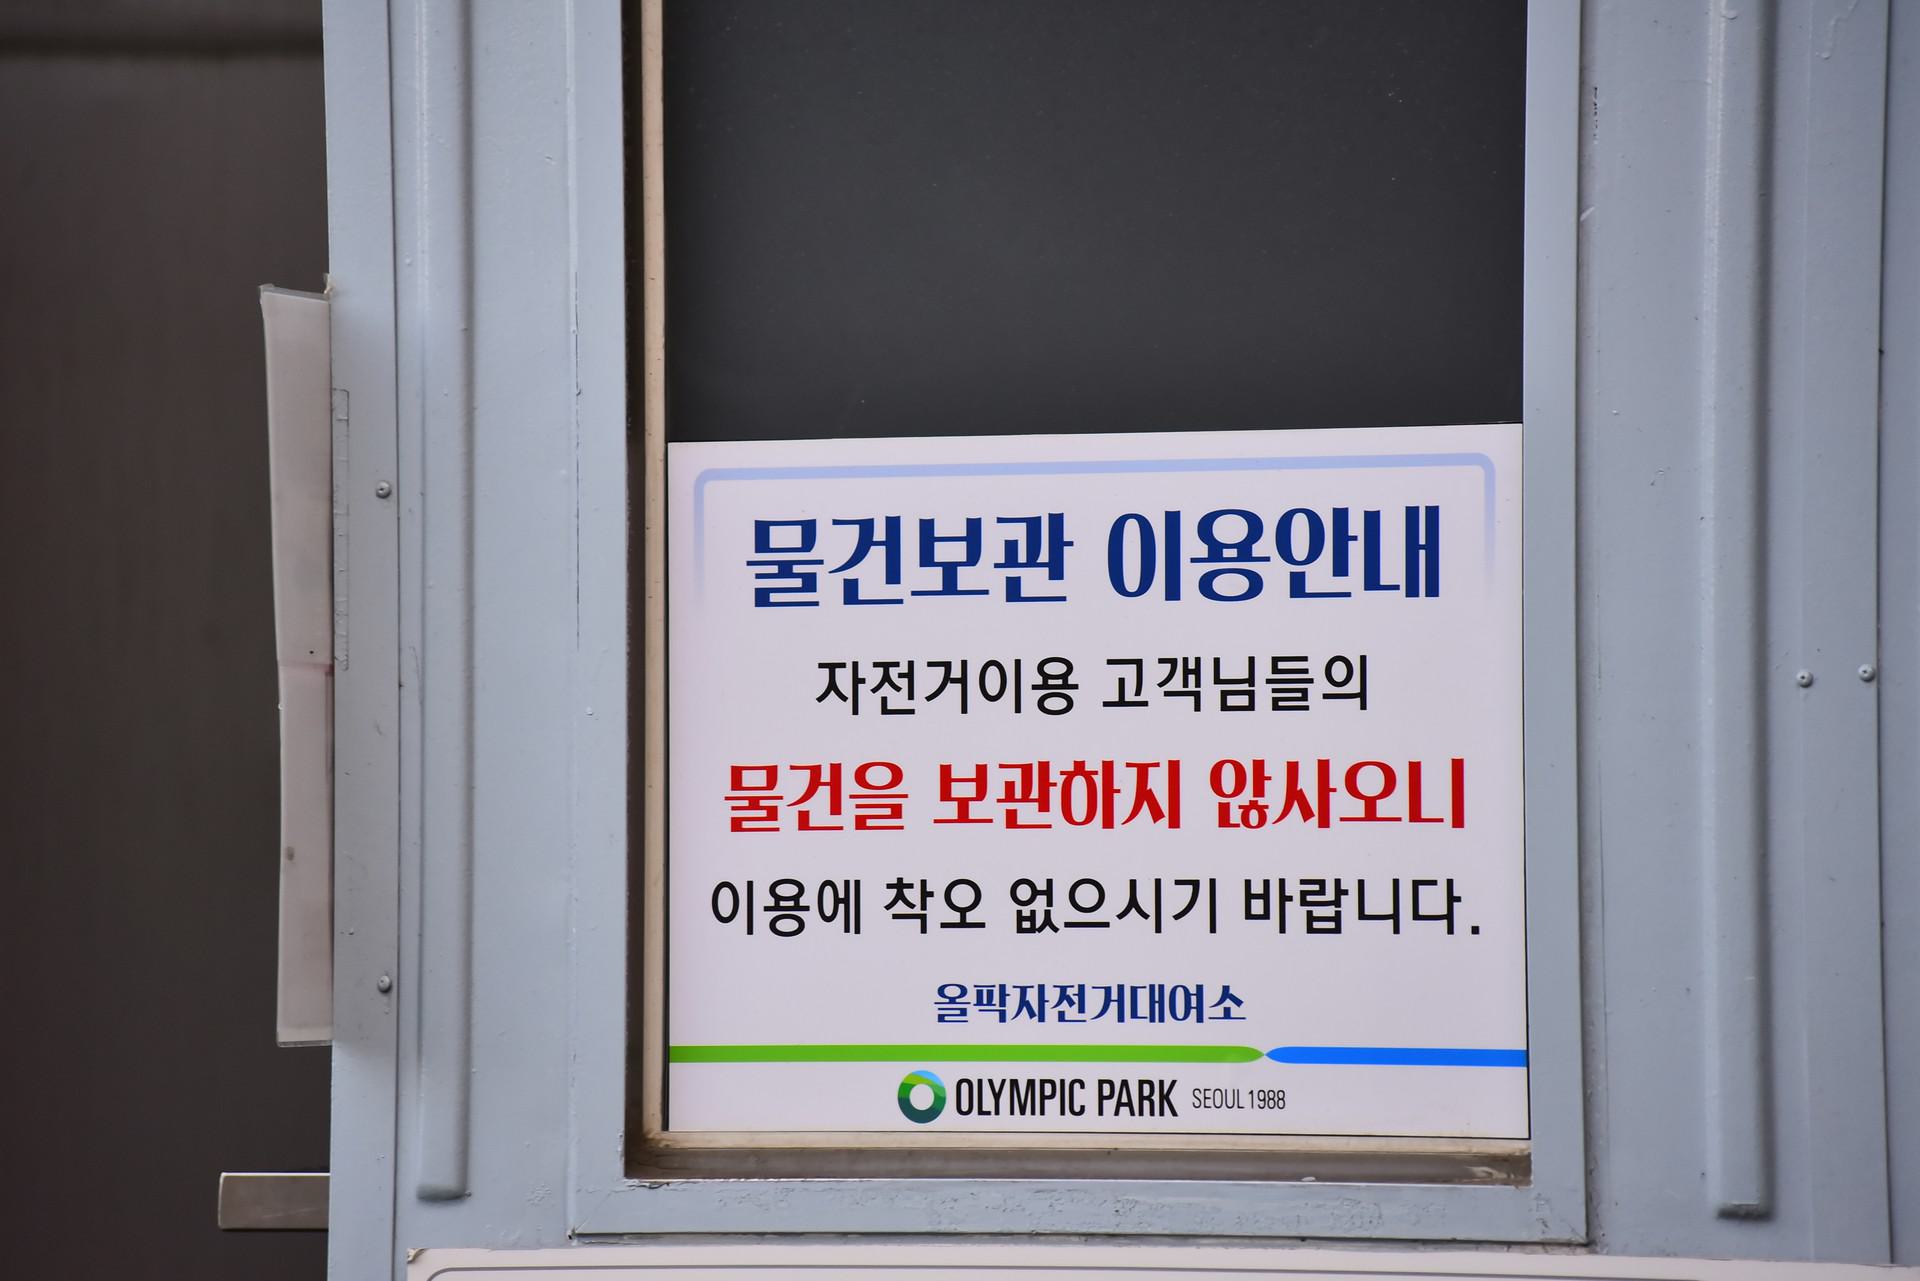 물건보관 이용안내
자전거이용 고객님들의
물건을 보관하지 않사오니
이용에 착오 없으시기 바랍니다.
올팍자전거대여소
OLYMPIC PARK SEOUL 1988